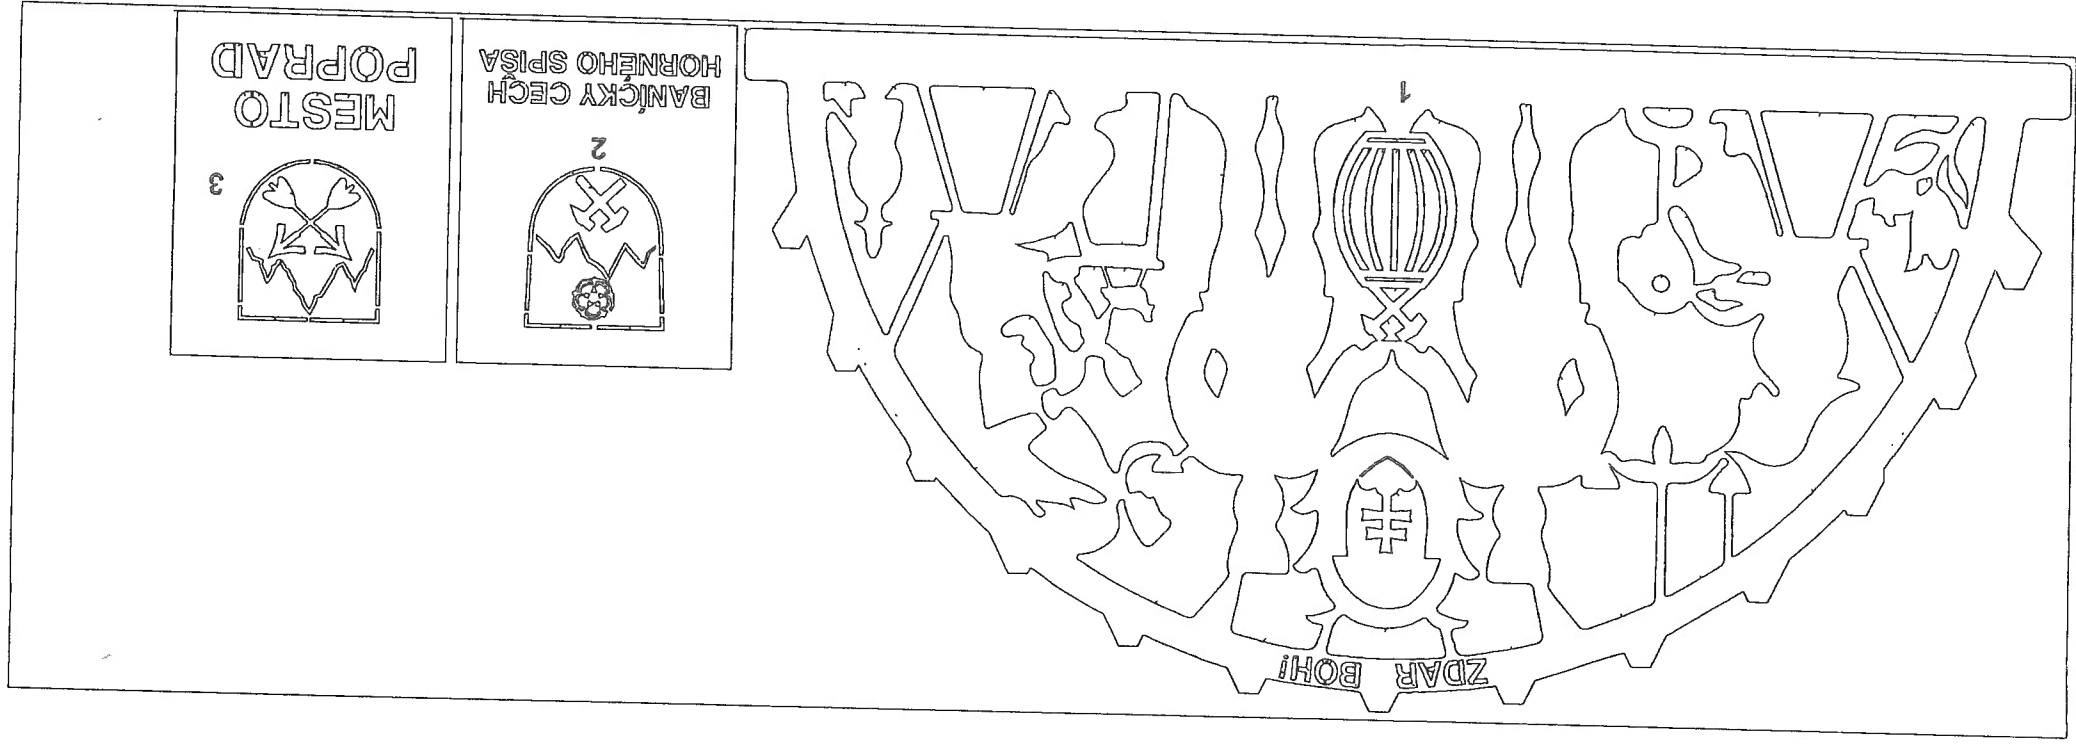 ZDAR BOH!
1
2
BANÍCKY CECH
HORNÉHO SPIŠA
3
MESTO
POPRAD